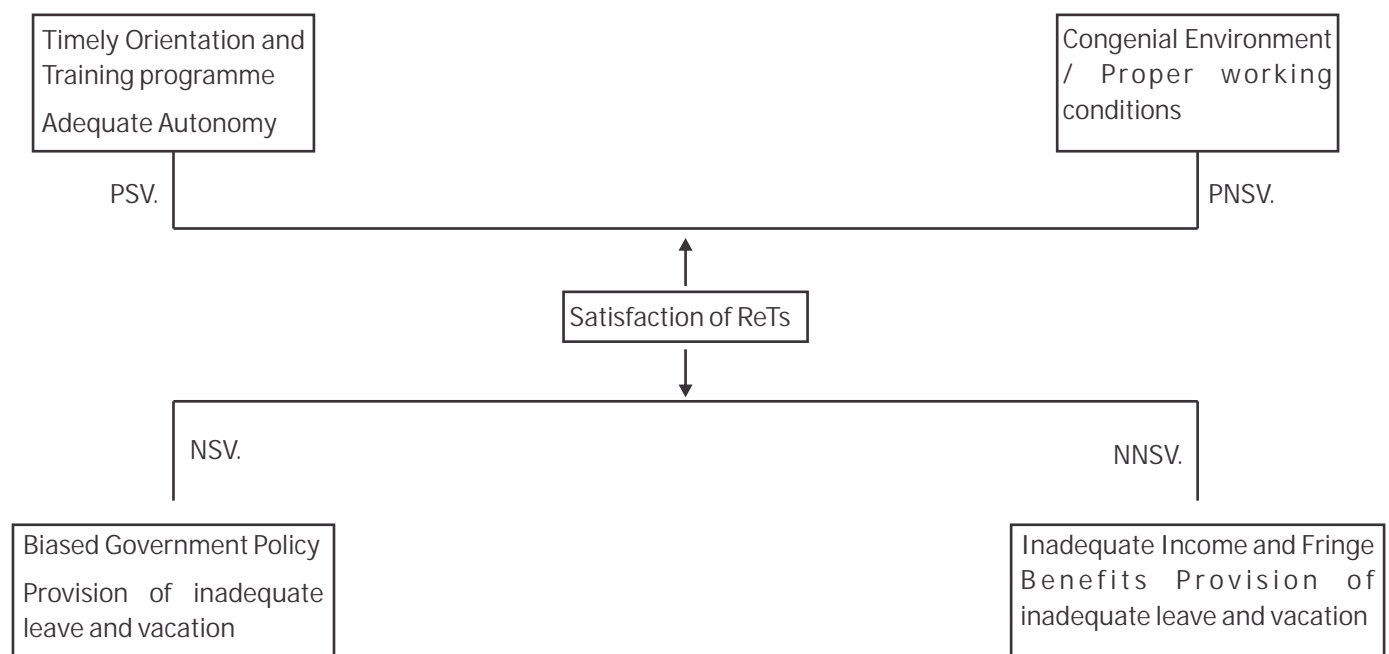 Timely Orientation and
Training programme
Adequate Autonomy
Congenial Environment
/ Proper working
conditions
PSV.
PNSV.
Satisfaction of ReTs
NSV.
NNSV.
Biased Government Policy
Provision of inadequate
leave and vacation
Inadequate Income and Fringe
Benefits Provision of
inadequate leave and vacation